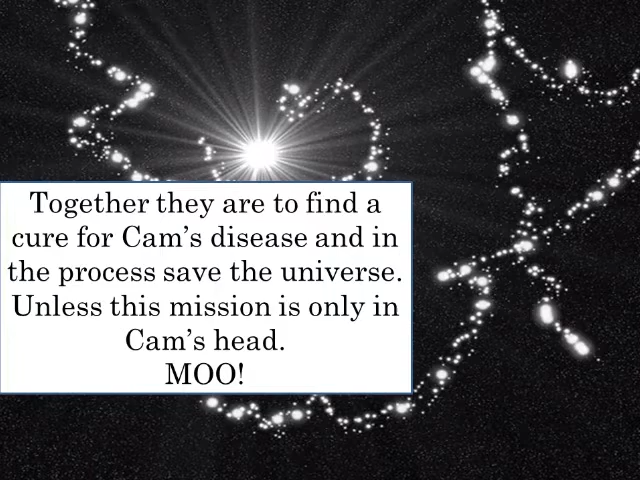 Together they are to find a
cure for Cam’s disease and in
the process save the universe.
Unless this mission is only in
Cam’s head.
MOO!